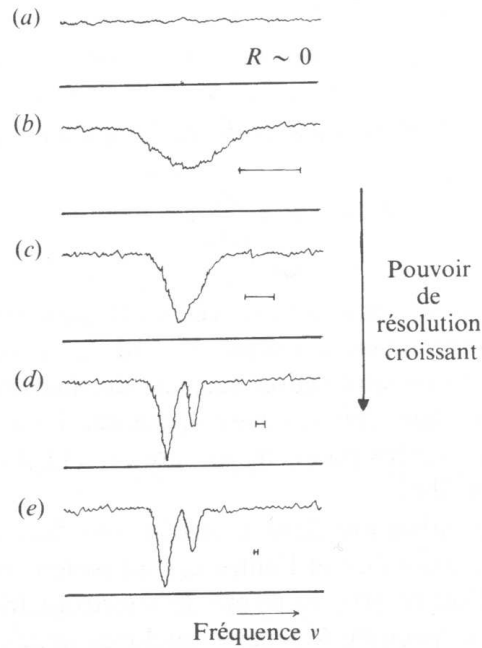 (a)
R ~ 0
(b)
(c)
Pouvoir
de
résolution
croissant
(d)
(e)
Fréquence ν